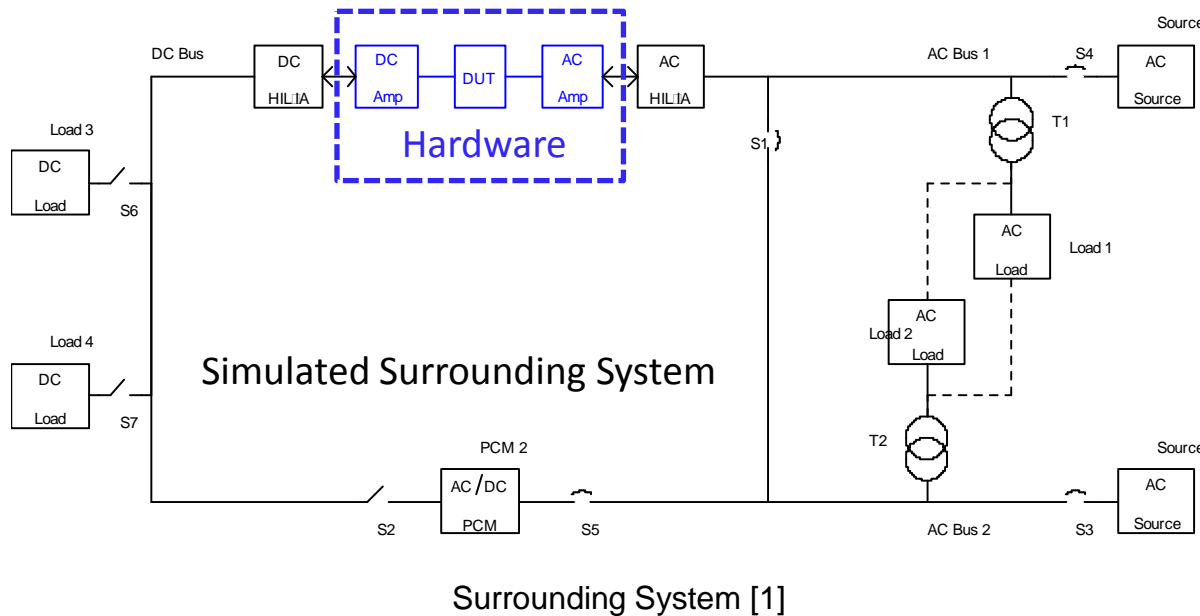 Source
DC Bus
AC Bus 1
S4
DC
HIL□IA
DC
Amp
DUT
AC
Amp
AC
HIL□IA
AC
Source
Hardware
T1
S1
Load 3
DC
Load
S6
AC
Load
Load 1
AC
Load
Load 2
Load 4
DC
Load
S7
Simulated Surrounding System
T2
PCM 2
AC/DC
PCM
S2
S5
AC Bus 2
S3
Source
AC
Source
Surrounding System [1]